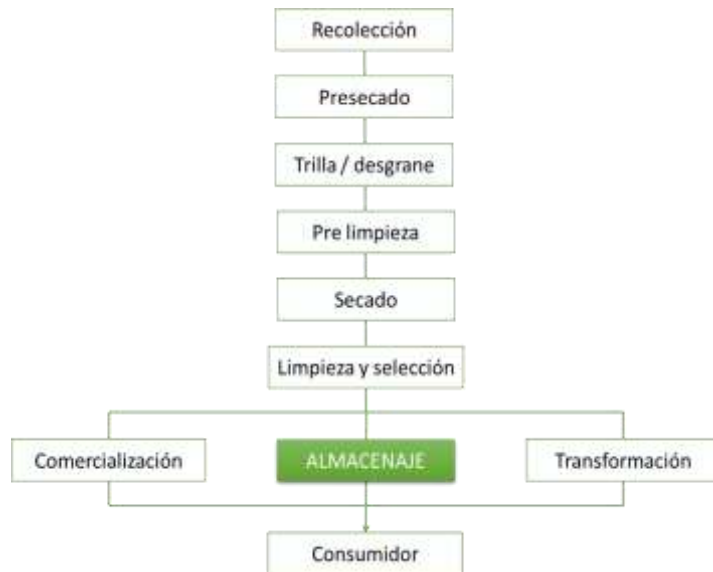 Recolección
Presecado
Trilla / desgrane
Pre limpieza
Secado
Limpieza y selección
Comercialización
ALMACENAJE
Transformación
Consumidor